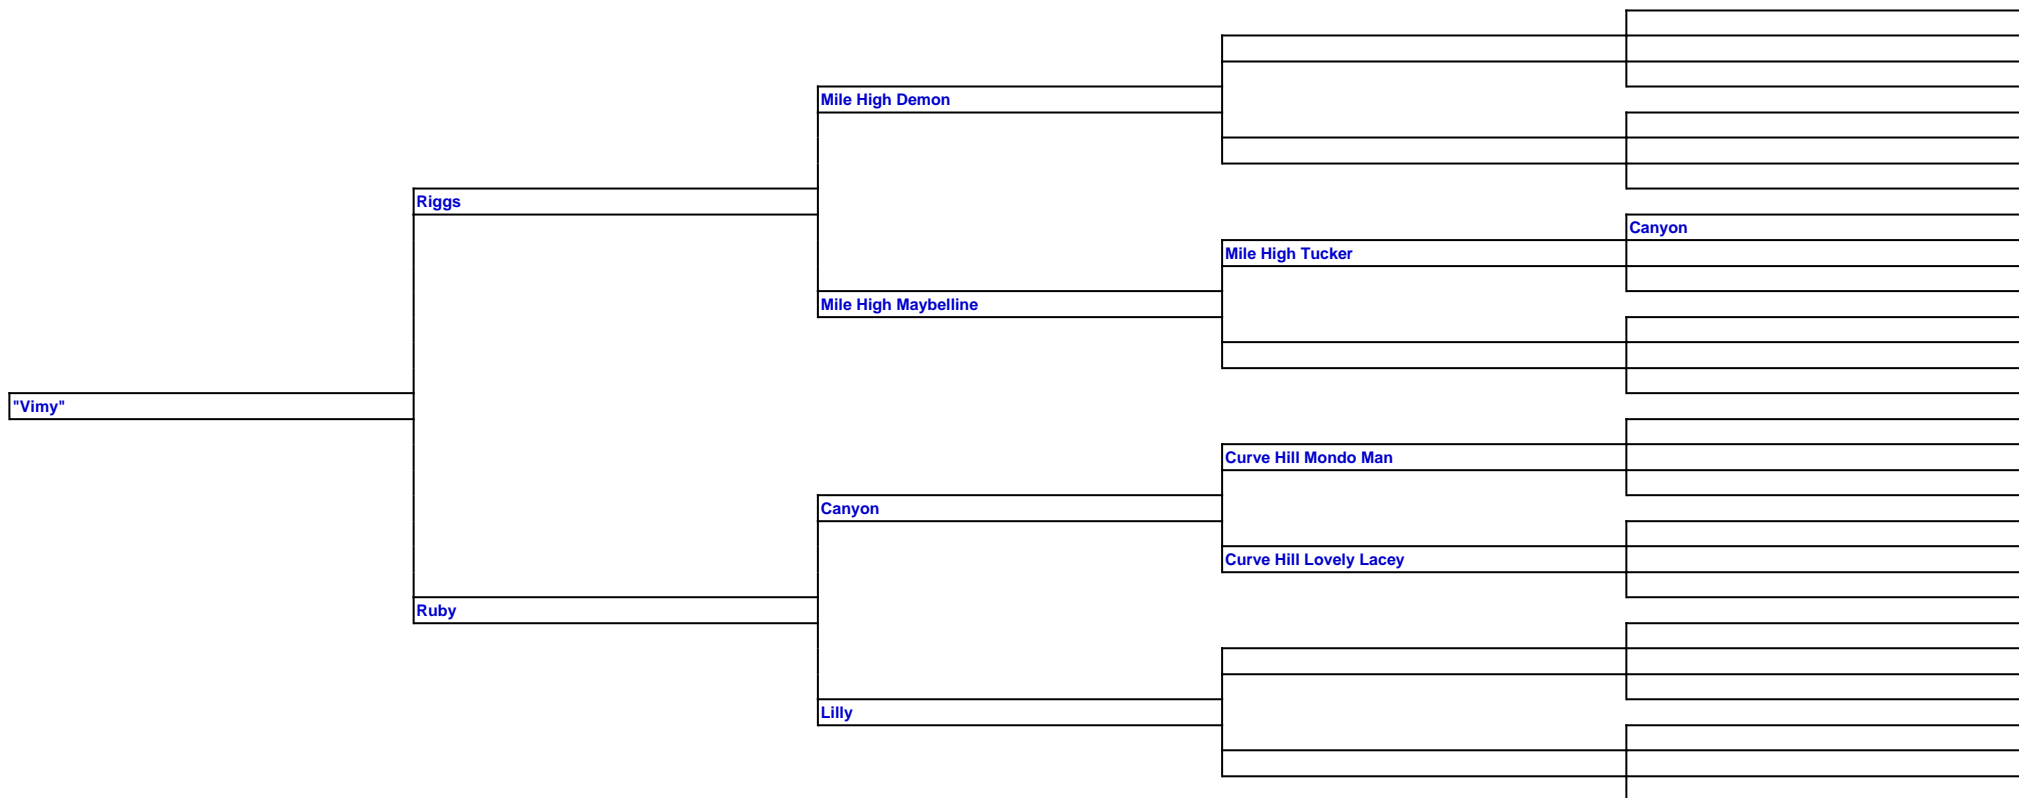 Mile High Demon
Riggs
Canyon
Mile High Tucker
Mile High Maybelline
"Vimy"
Curve Hill Mondo Man
Canyon
Curve Hill Lovely Lacey
Ruby
Lilly